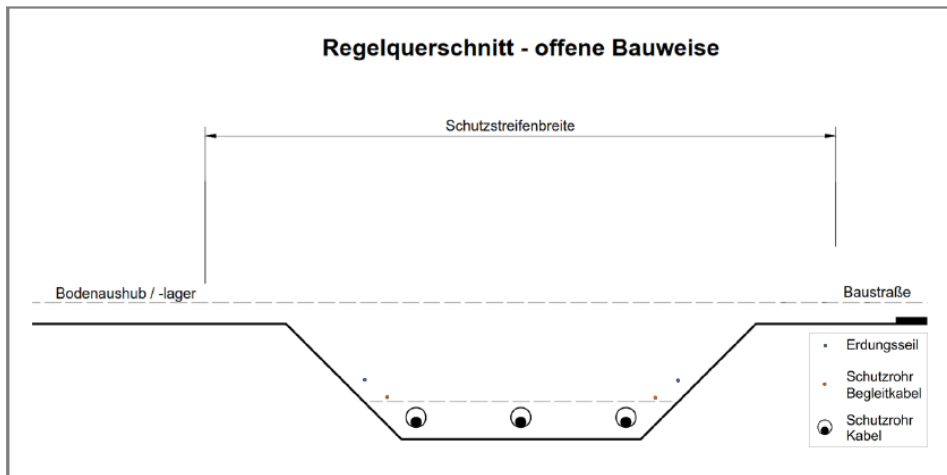 Regelquerschnitt - offene Bauweise
Schutzstreifenbreite
Bodenaushub / -lager
Baustraße
Erdungsseil
Schutzrohr
Begleitkabel
Schutzrohr
Kabel